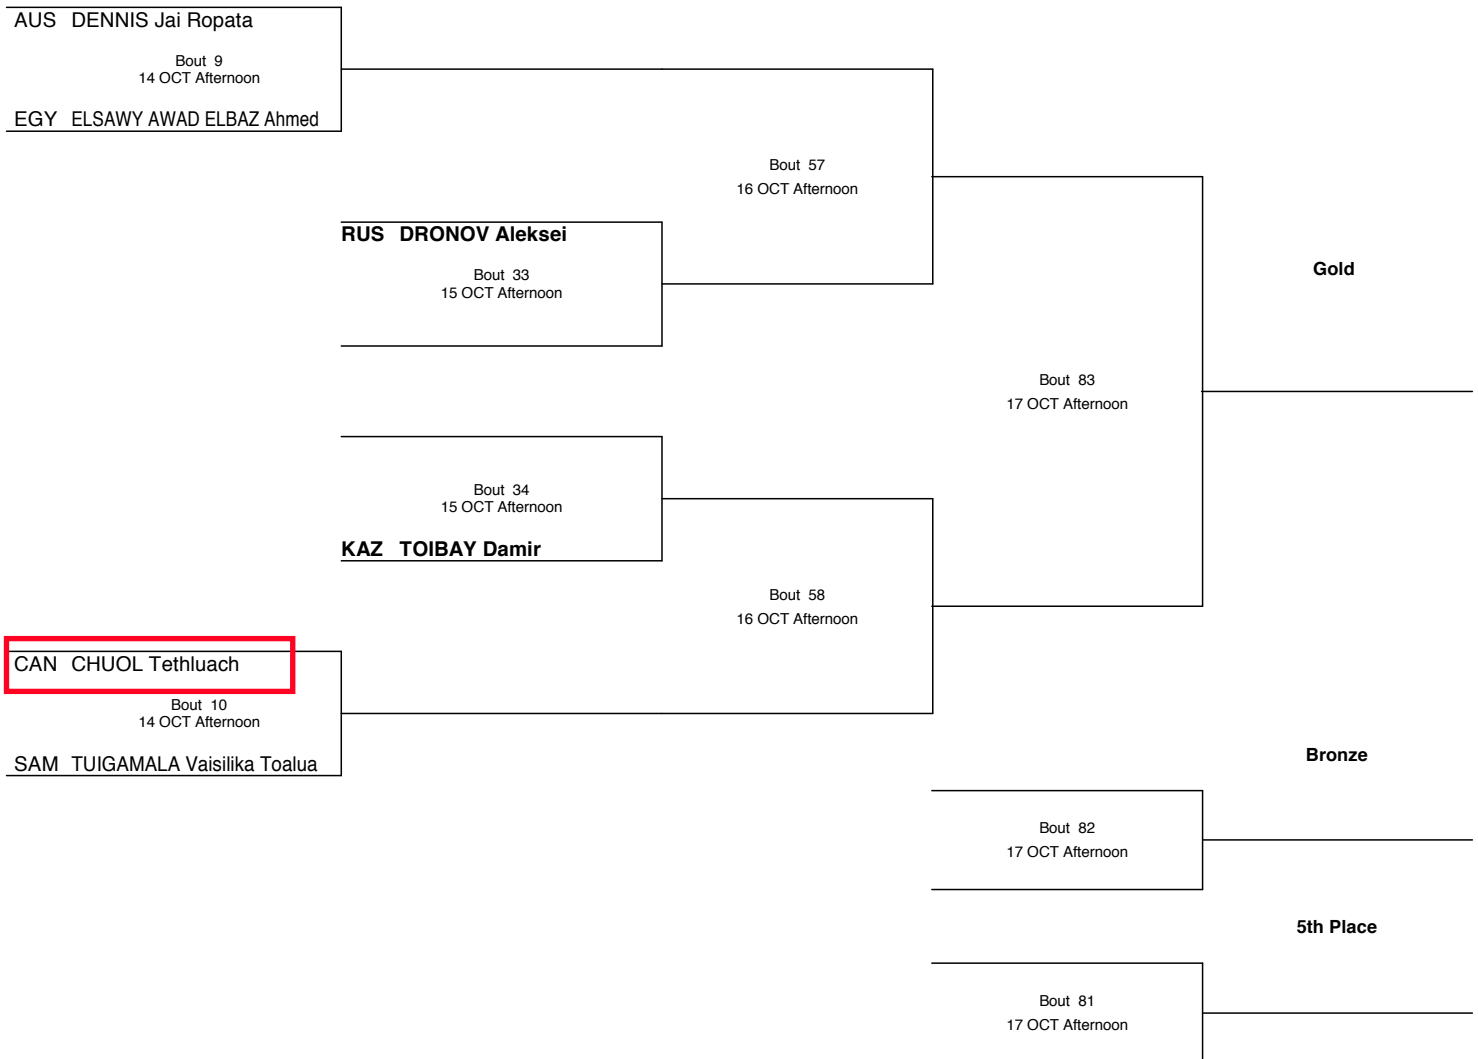 AUS DENNIS Jai Ropata
Bout 9
14 OCT Afternoon
EGY ELSAWY AWAD ELBAZ Ahmed
Bout 57
16 OCT Afternoon
RUS DRONOV Aleksei
Bout 33
15 OCT Afternoon
Gold
Bout 83
17 OCT Afternoon
Bout 34
15 OCT Afternoon
KAZ TOIBAY Damir
Bout 58
16 OCT Afternoon
CAN CHUOL Tethluach
Bout 10
14 OCT Afternoon
SAM TUIGAMALA Vaisilika Toalua
Bronze
Bout 82
17 OCT Afternoon
5th Place
Bout 81
17 OCT Afternoon